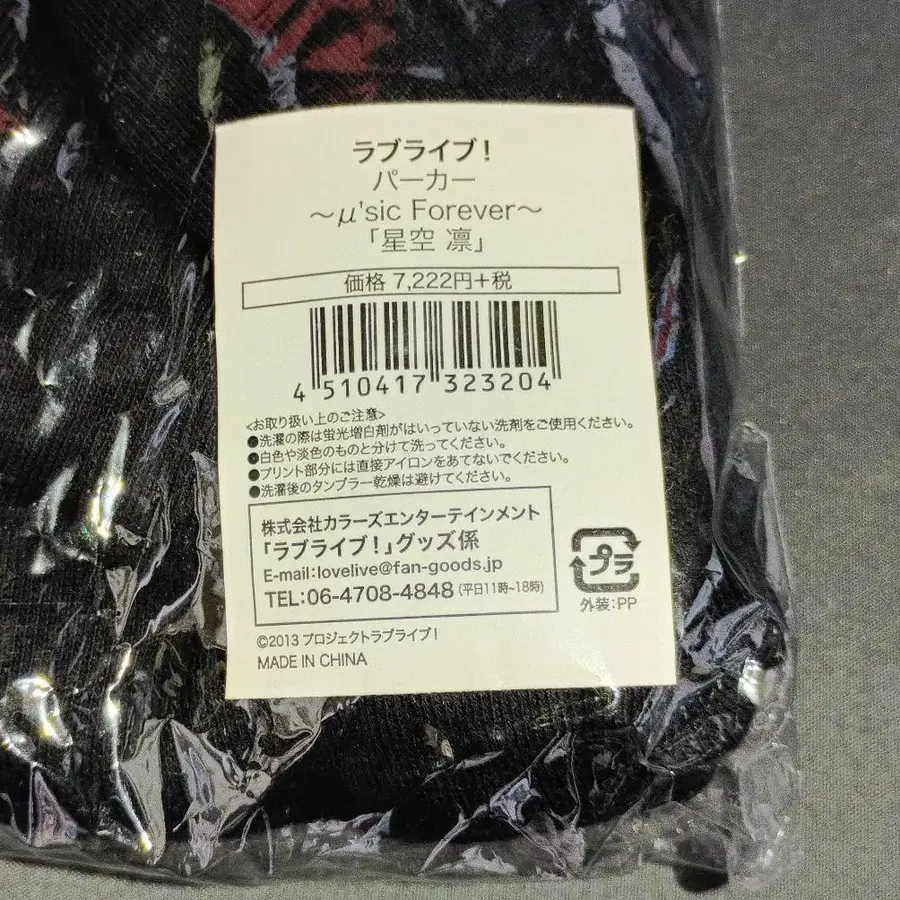 ラブライブ!
パーカー
～μ'sic Forever～
「星空 凛」
価格 7,222円+税
4 510417 323204
<お取り扱い上のご注意>
●洗濯の際は蛍光増白剤がはいっていない洗剤をご使用ください。
●白色や淡色のものと分けて洗ってください。
●プリント部分には直接アイロンをあてないでください。
●洗濯後のタンブラー乾燥は避けてください。
株式会社カラーズエンターテインメント
「ラブライブ!」グッズ係
E-mail:lovelive@fan-goods.jp
TEL:06-4708-4848(平日11時~18時)
プラ
外装:PP
©2013 プロジェクトラブライブ!
MADE IN CHINA